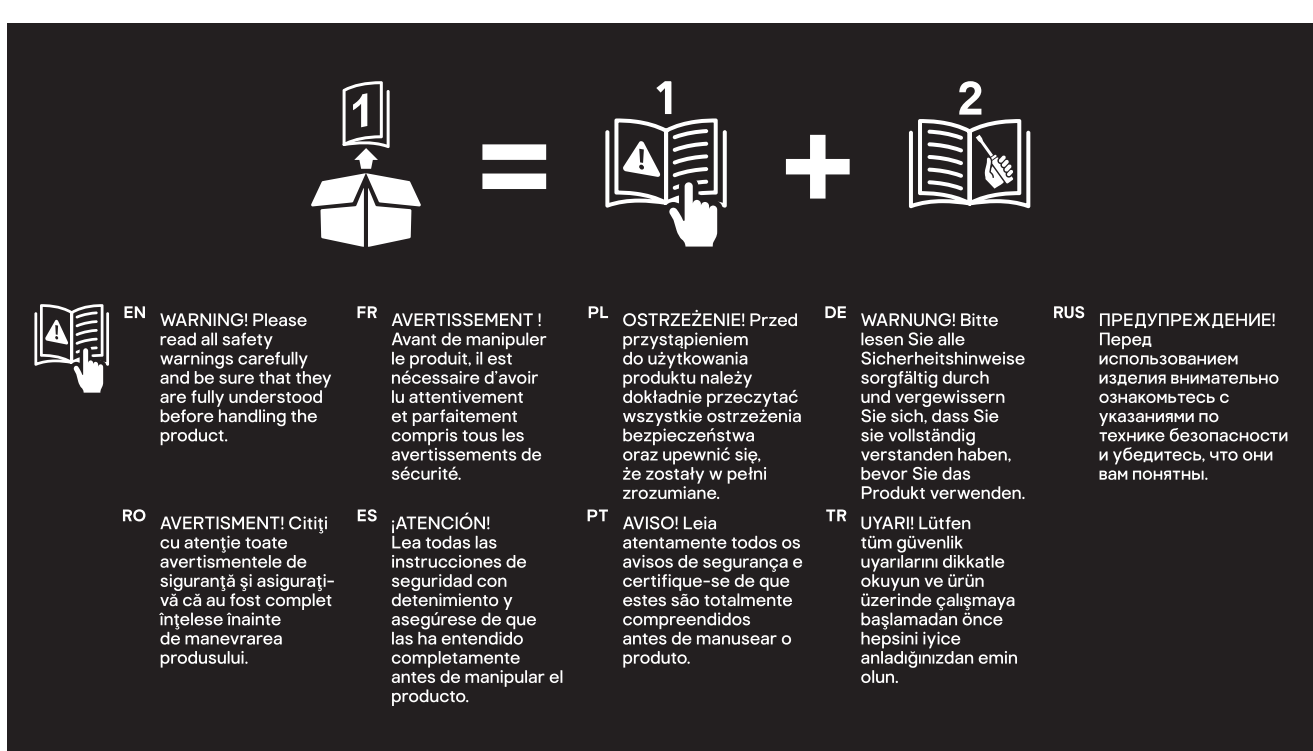 1
1
2
EN
WARNING! Please
read all safety
warnings carefully
and be sure that they
are fully understood
before handling the
product.
FR
AVERTISSEMENT !
Avant de manipuler
le produit, il est
nécessaire d’avoir
lu attentivement
et parfaitement
compris tous les
avertissements de
sécurité.
PL
OSTRZEŻENIE! Przed
przystąpieniem
do użytkowania
produktu należy
dokładnie przeczytać
wszystkie ostrzeżenia
bezpieczeństwa
oraz upewnić się,
że zostały w pełni
zrozumiane.
DE
WARNUNG! Bitte
lesen Sie alle
Sicherheitshinweise
sorgfältig durch
und vergewissern
Sie sich, dass Sie
sie vollständig
verstanden haben,
bevor Sie das
Produkt verwenden.
RUS
ПРЕДУПРЕЖДЕНИЕ!
Перед
использованием
изделия внимательно
ознакомьтесь с
указаниями по
технике безопасности
и убедитесь, что они
вам понятны.
RO
AVERTISMENT! Citiţi
cu atenţie toate
avertismentele de
siguranţă şi asiguraţi-
vă că au fost complet
înţelese înainte
de manevrarea
produsului.
ES
¡ATENCIÓN!
Lea todas las
instrucciones de
seguridad con
detenimiento y
asegúrese de que
las ha entendido
completamente
antes de manipular el
producto.
PT
AVISO! Leia
atentamente todos os
avisos de segurança e
certifique-se de que
estes são totalmente
compreendidos
antes de manusear o
produto.
TR
UYARI! Lütfen
tüm güvenlik
uyarılarını dikkatle
okuyun ve ürün
üzerinde çalışmaya
başlamadan önce
hepsini iyice
anladığınızdan emin
olun.